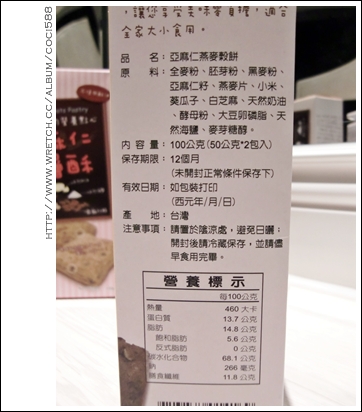 HTTP://WWW.WRETCH.CC/ALBUM/COCI588
全家大小食用。
品　名：亞麻仁燕麥穀餅
原　料：全麥粉、胚芽粉、黑麥粉、
亞麻仁籽、燕麥片、小米、
葵瓜子、白芝麻、天然奶油
、酵母粉、大豆卵磷脂、天
然海鹽、麥芽糖醇。
內 容 量：100公克(50公克*2包入)
保存期限：12個月
(未開封正常條件保存下)
有效日期：如包裝打印
(西元年/月/日)
產　地：台灣
注意事項：請置於陰涼處，避免日曬；
開封後請冷藏保存，並請儘
早食用完畢。
營養標示
每100公克
熱量 460 大卡
蛋白質 13.7 公克
脂肪 14.8 公克
飽和脂肪 5.6 公克
反式脂肪 0 公克
碳水化合物 68.1 公克
鈉 266 毫克
膳食纖維 11.8 公克